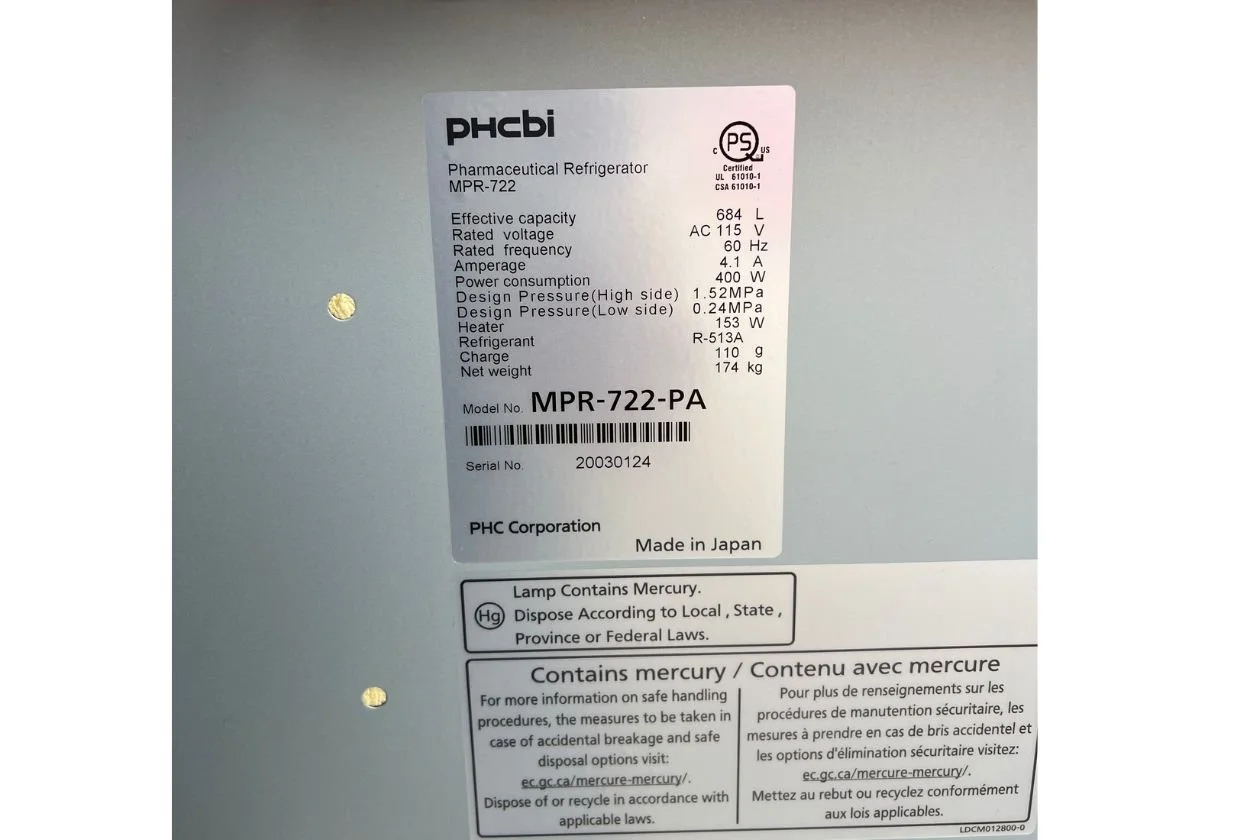 PHCbi
PS
C US
Certified
UL 61010-1
CSA 61010-1
Pharmaceutical Refrigerator
MPR-722
Effective capacity 684 L
Rated voltage AC 115 V
Rated frequency 60 Hz
Amperage 4.1 A
Power consumption 400 W
Design Pressure(High side) 1.52MPa
Design Pressure(Low side) 0.24MPa
Heater 153 W
Refrigerant R-513A
Charge 110 g
Net weight 174 kg
Model No. MPR-722-PA
Serial No. 20030124
PHC Corporation
Made in Japan
Hg
Lamp Contains Mercury.
Dispose According to Local , State ,
Province or Federal Laws.
Contains mercury / Contenu avec mercure
For more information on safe handling
procedures, the measures to be taken in
case of accidental breakage and safe
disposal options visit:
ec.gc.ca/mercure-mercury/.
Dispose of or recycle in accordance with
applicable laws.
Pour plus de renseignements sur les
procédures de manutention sécuritaire, les
mesures à prendre en cas de bris accidentel et
les options d'élimination sécuritaire visitez:
ec.gc.ca/mercure-mercury/.
Mettez au rebut ou recyclez conformément
aux lois applicables.
LDCM012800-0